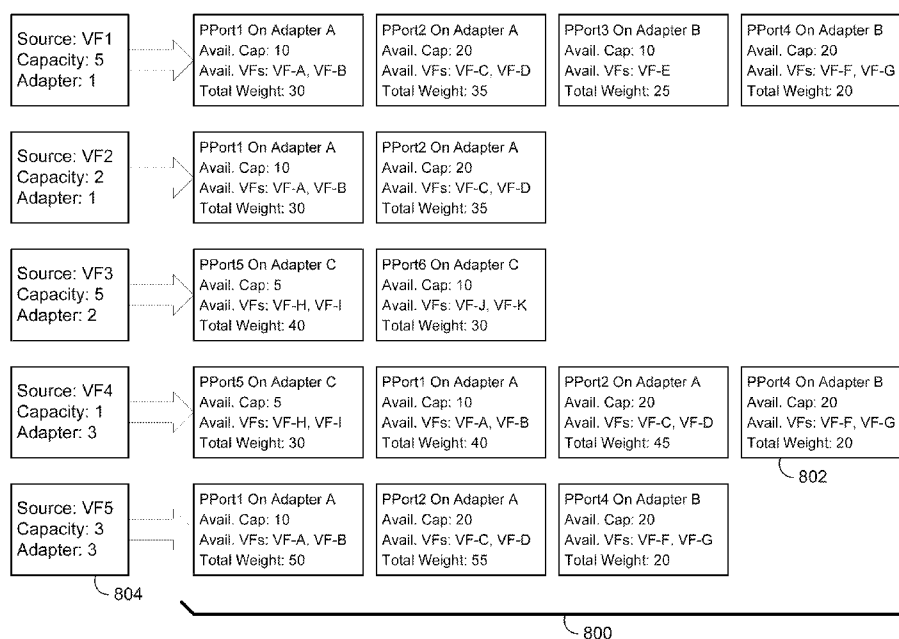 Source: VF1
Capacity: 5
Adapter: 1
PPort1 On Adapter A
Avail. Cap: 10
Avail. VFs: VF-A, VF-B
Total Weight: 30
PPort2 On Adapter A
Avail. Cap: 20
Avail. VFs: VF-C, VF-D
Total Weight: 35
PPort3 On Adapter B
Avail. Cap: 10
Avail. VFs: VF-E
Total Weight: 25
PPort4 On Adapter B
Avail. Cap: 20
Avail. VFs: VF-F, VF-G
Total Weight: 20
Source: VF2
Capacity: 2
Adapter: 1
PPort1 On Adapter A
Avail. Cap: 10
Avail. VFs: VF-A, VF-B
Total Weight: 30
PPort2 On Adapter A
Avail. Cap: 20
Avail. VFs: VF-C, VF-D
Total Weight: 35
Source: VF3
Capacity: 5
Adapter: 2
PPort5 On Adapter C
Avail. Cap: 5
Avail. VFs: VF-H, VF-I
Total Weight: 40
PPort6 On Adapter C
Avail. Cap: 10
Avail. VFs: VF-J, VF-K
Total Weight: 30
Source: VF4
Capacity: 1
Adapter: 3
PPort5 On Adapter C
Avail. Cap: 5
Avail. VFs: VF-H, VF-I
Total Weight: 30
PPort1 On Adapter A
Avail. Cap: 10
Avail. VFs: VF-A, VF-B
Total Weight: 40
PPort2 On Adapter A
Avail. Cap: 20
Avail. VFs: VF-C, VF-D
Total Weight: 45
PPort4 On Adapter B
Avail. Cap: 20
Avail. VFs: VF-F, VF-G
Total Weight: 20
802
Source: VF5
Capacity: 3
Adapter: 3
PPort1 On Adapter A
Avail. Cap: 10
Avail. VFs: VF-A, VF-B
Total Weight: 50
PPort2 On Adapter A
Avail. Cap: 20
Avail. VFs: VF-C, VF-D
Total Weight: 55
PPort4 On Adapter B
Avail. Cap: 20
Avail. VFs: VF-F, VF-G
Total Weight: 20
804
800